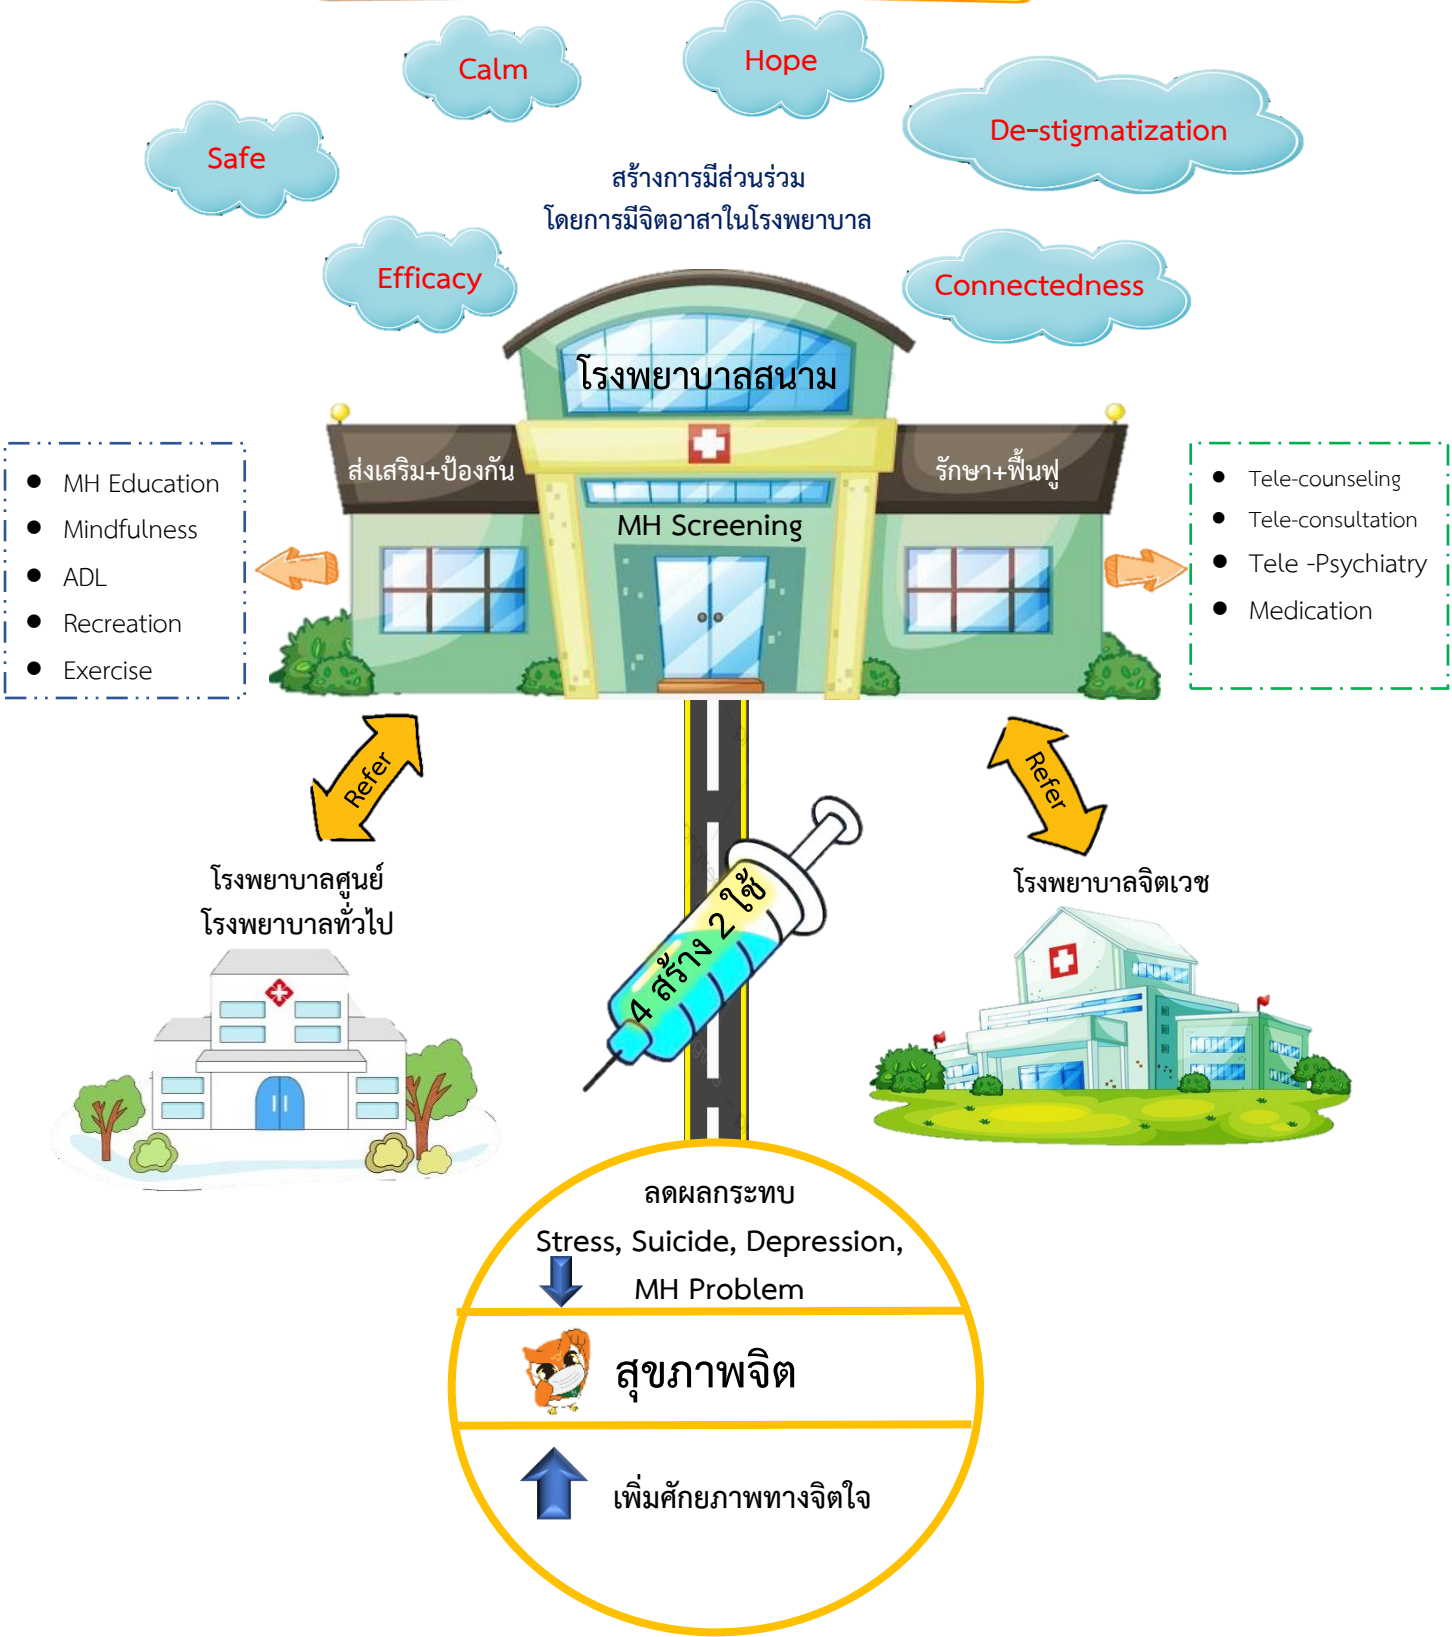 Calm
Hope
De-stigmatization
Safe
สร้างการมีส่วนร่วม
โดยการมีจิตอาสาในโรงพยาบาล
Efficacy
Connectedness
โรงพยาบาลสนาม
ส่งเสริม+ป้องกัน
รักษา+ฟื้นฟู
MH Screening
● MH Education
● Mindfulness
● ADL
● Recreation
● Exercise
● Tele-counseling
● Tele-consultation
● Tele -Psychiatry
● Medication
Refer
Refer
โรงพยาบาลศูนย์
โรงพยาบาลทั่วไป
4 สร้าง 2 ใช้
โรงพยาบาลจิตเวช
ลดผลกระทบ
Stress, Suicide, Depression,
MH Problem
สุขภาพจิต
เพิ่มศักยภาพทางจิตใจ